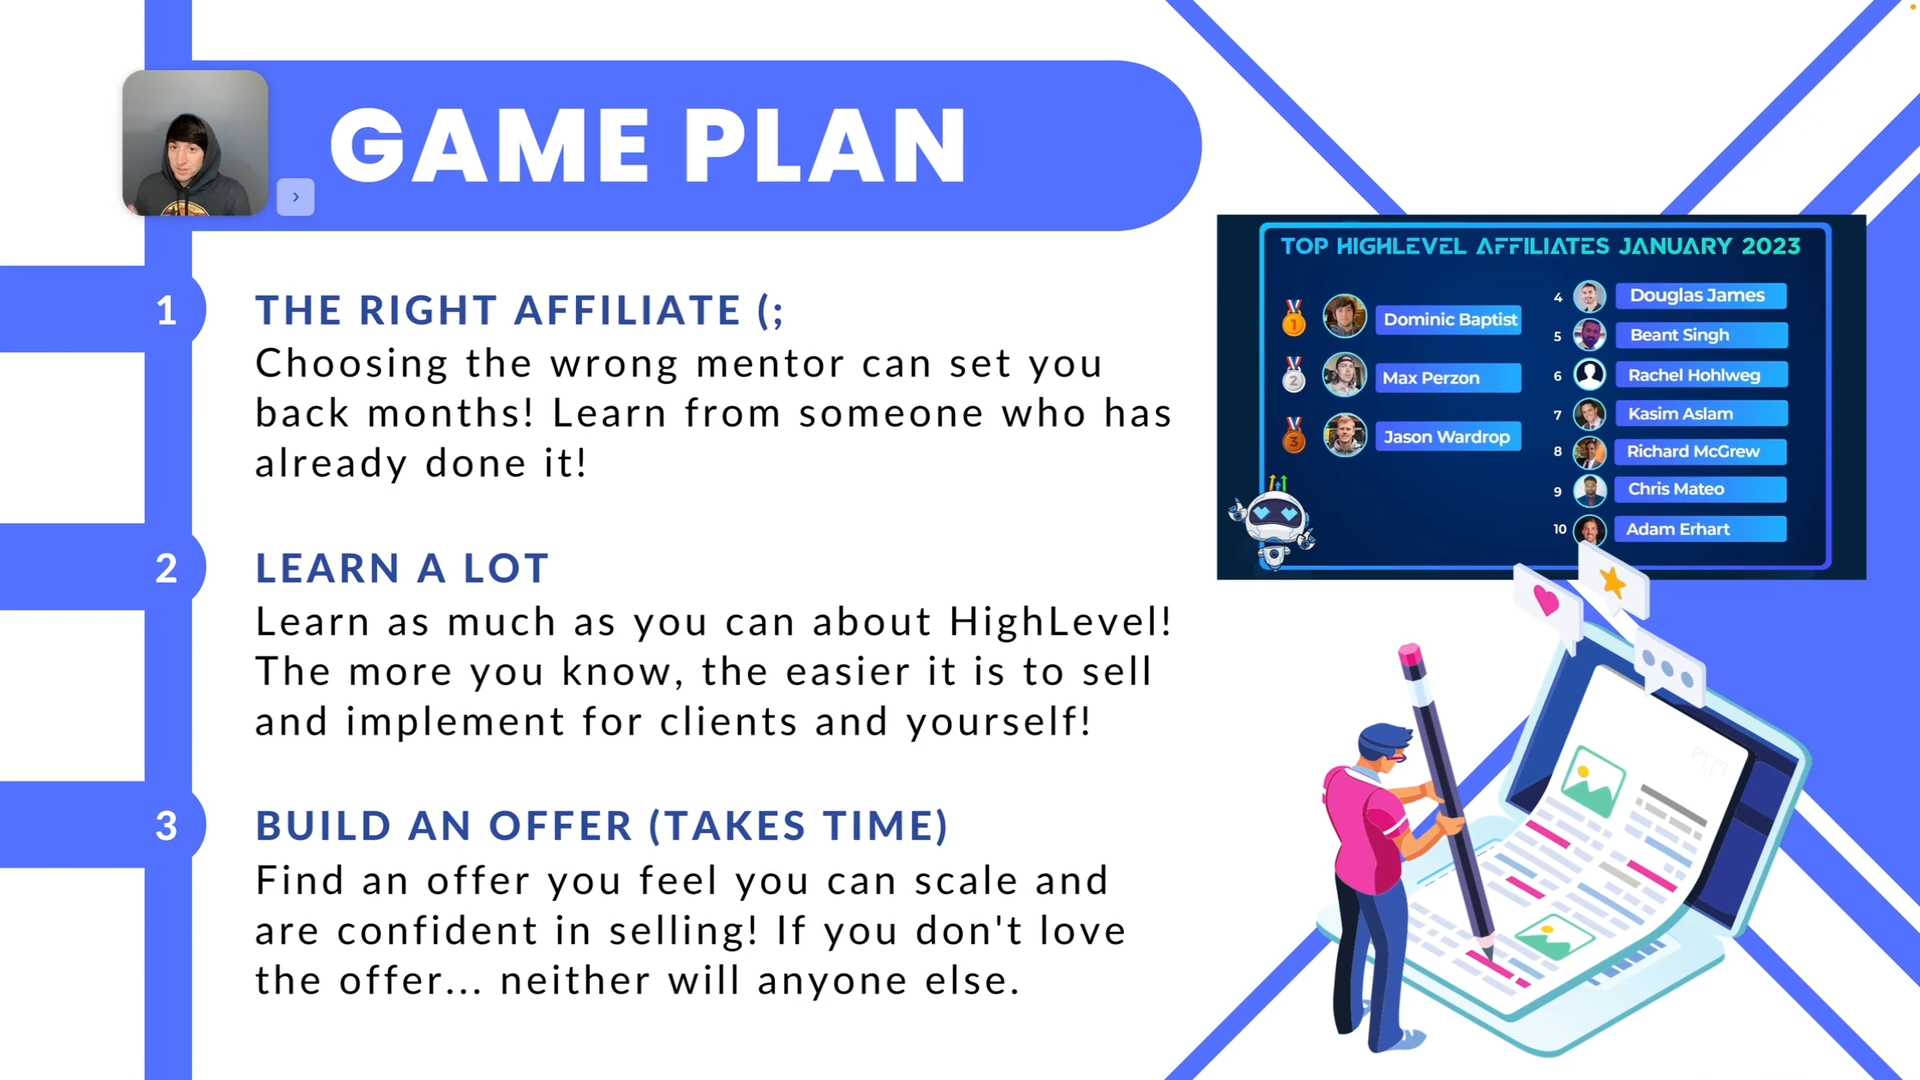 GAME PLAN
1
THE RIGHT AFFILIATE (;
Choosing the wrong mentor can set you
back months! Learn from someone who has
already done it!
2
LEARN A LOT
Learn as much as you can about HighLevel!
The more you know, the easier it is to sell
and implement for clients and yourself!
3
BUILD AN OFFER (TAKES TIME)
Find an offer you feel you can scale and
are confident in selling! If you don't love
the offer... neither will anyone else.
TOP HIGHLEVEL AFFILIATES JANUARY 2023
1 Dominic Baptist
2 Max Perzon
3 Jason Wardrop
4 Douglas James
5 Beant Singh
6 Rachel Hohlweg
7 Kasim Aslam
8 Richard McGrew
9 Chris Mateo
10 Adam Erhart